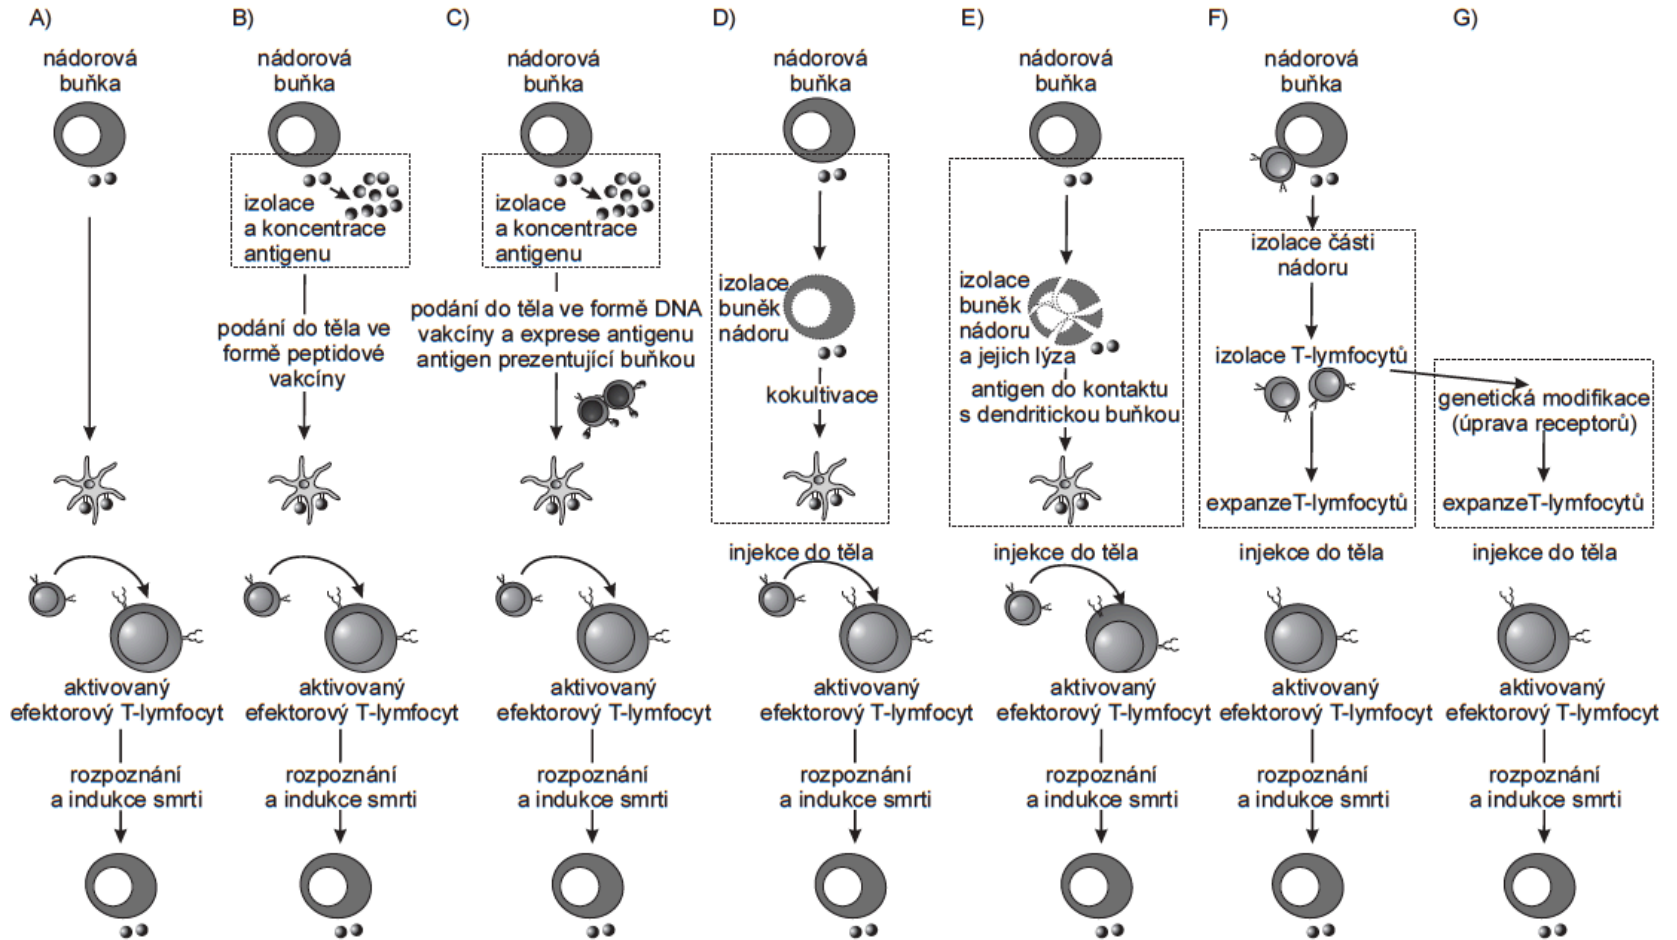 A)
nádorová
buňka
aktivovaný
efektorový T-lymfocyt
rozpoznání
a indukce smrti
B)
nádorová
buňka
izolace
a koncentrace
antigenu
podání do těla ve
formě peptidové
vakcíny
aktivovaný
efektorový T-lymfocyt
rozpoznání
a indukce smrti
C)
nádorová
buňka
izolace
a koncentrace
antigenu
podání do těla ve formě DNA
vakcíny a exprese antigenu
antigen prezentující buňkou
aktivovaný
efektorový T-lymfocyt
rozpoznání
a indukce smrti
D)
nádorová
buňka
izolace
buněk
nádoru
kokultivace
injekce do těla
aktivovaný
efektorový T-lymfocyt
rozpoznání
a indukce smrti
E)
nádorová
buňka
izolace
buněk
nádoru
a jejich lýza
antigen do kontaktu
s dendritickou buňkou
injekce do těla
aktivovaný
efektorový T-lymfocyt
rozpoznání
a indukce smrti
F)
nádorová
buňka
izolace části
nádoru
izolace T-lymfocytů
expanzeT-lymfocytů
injekce do těla
aktivovaný
efektorový T-lymfocyt
rozpoznání
a indukce smrti
G)
genetická modifikace
(úprava receptorů)
expanzeT-lymfocytů
injekce do těla
aktivovaný
efektorový T-lymfocyt
rozpoznání
a indukce smrti